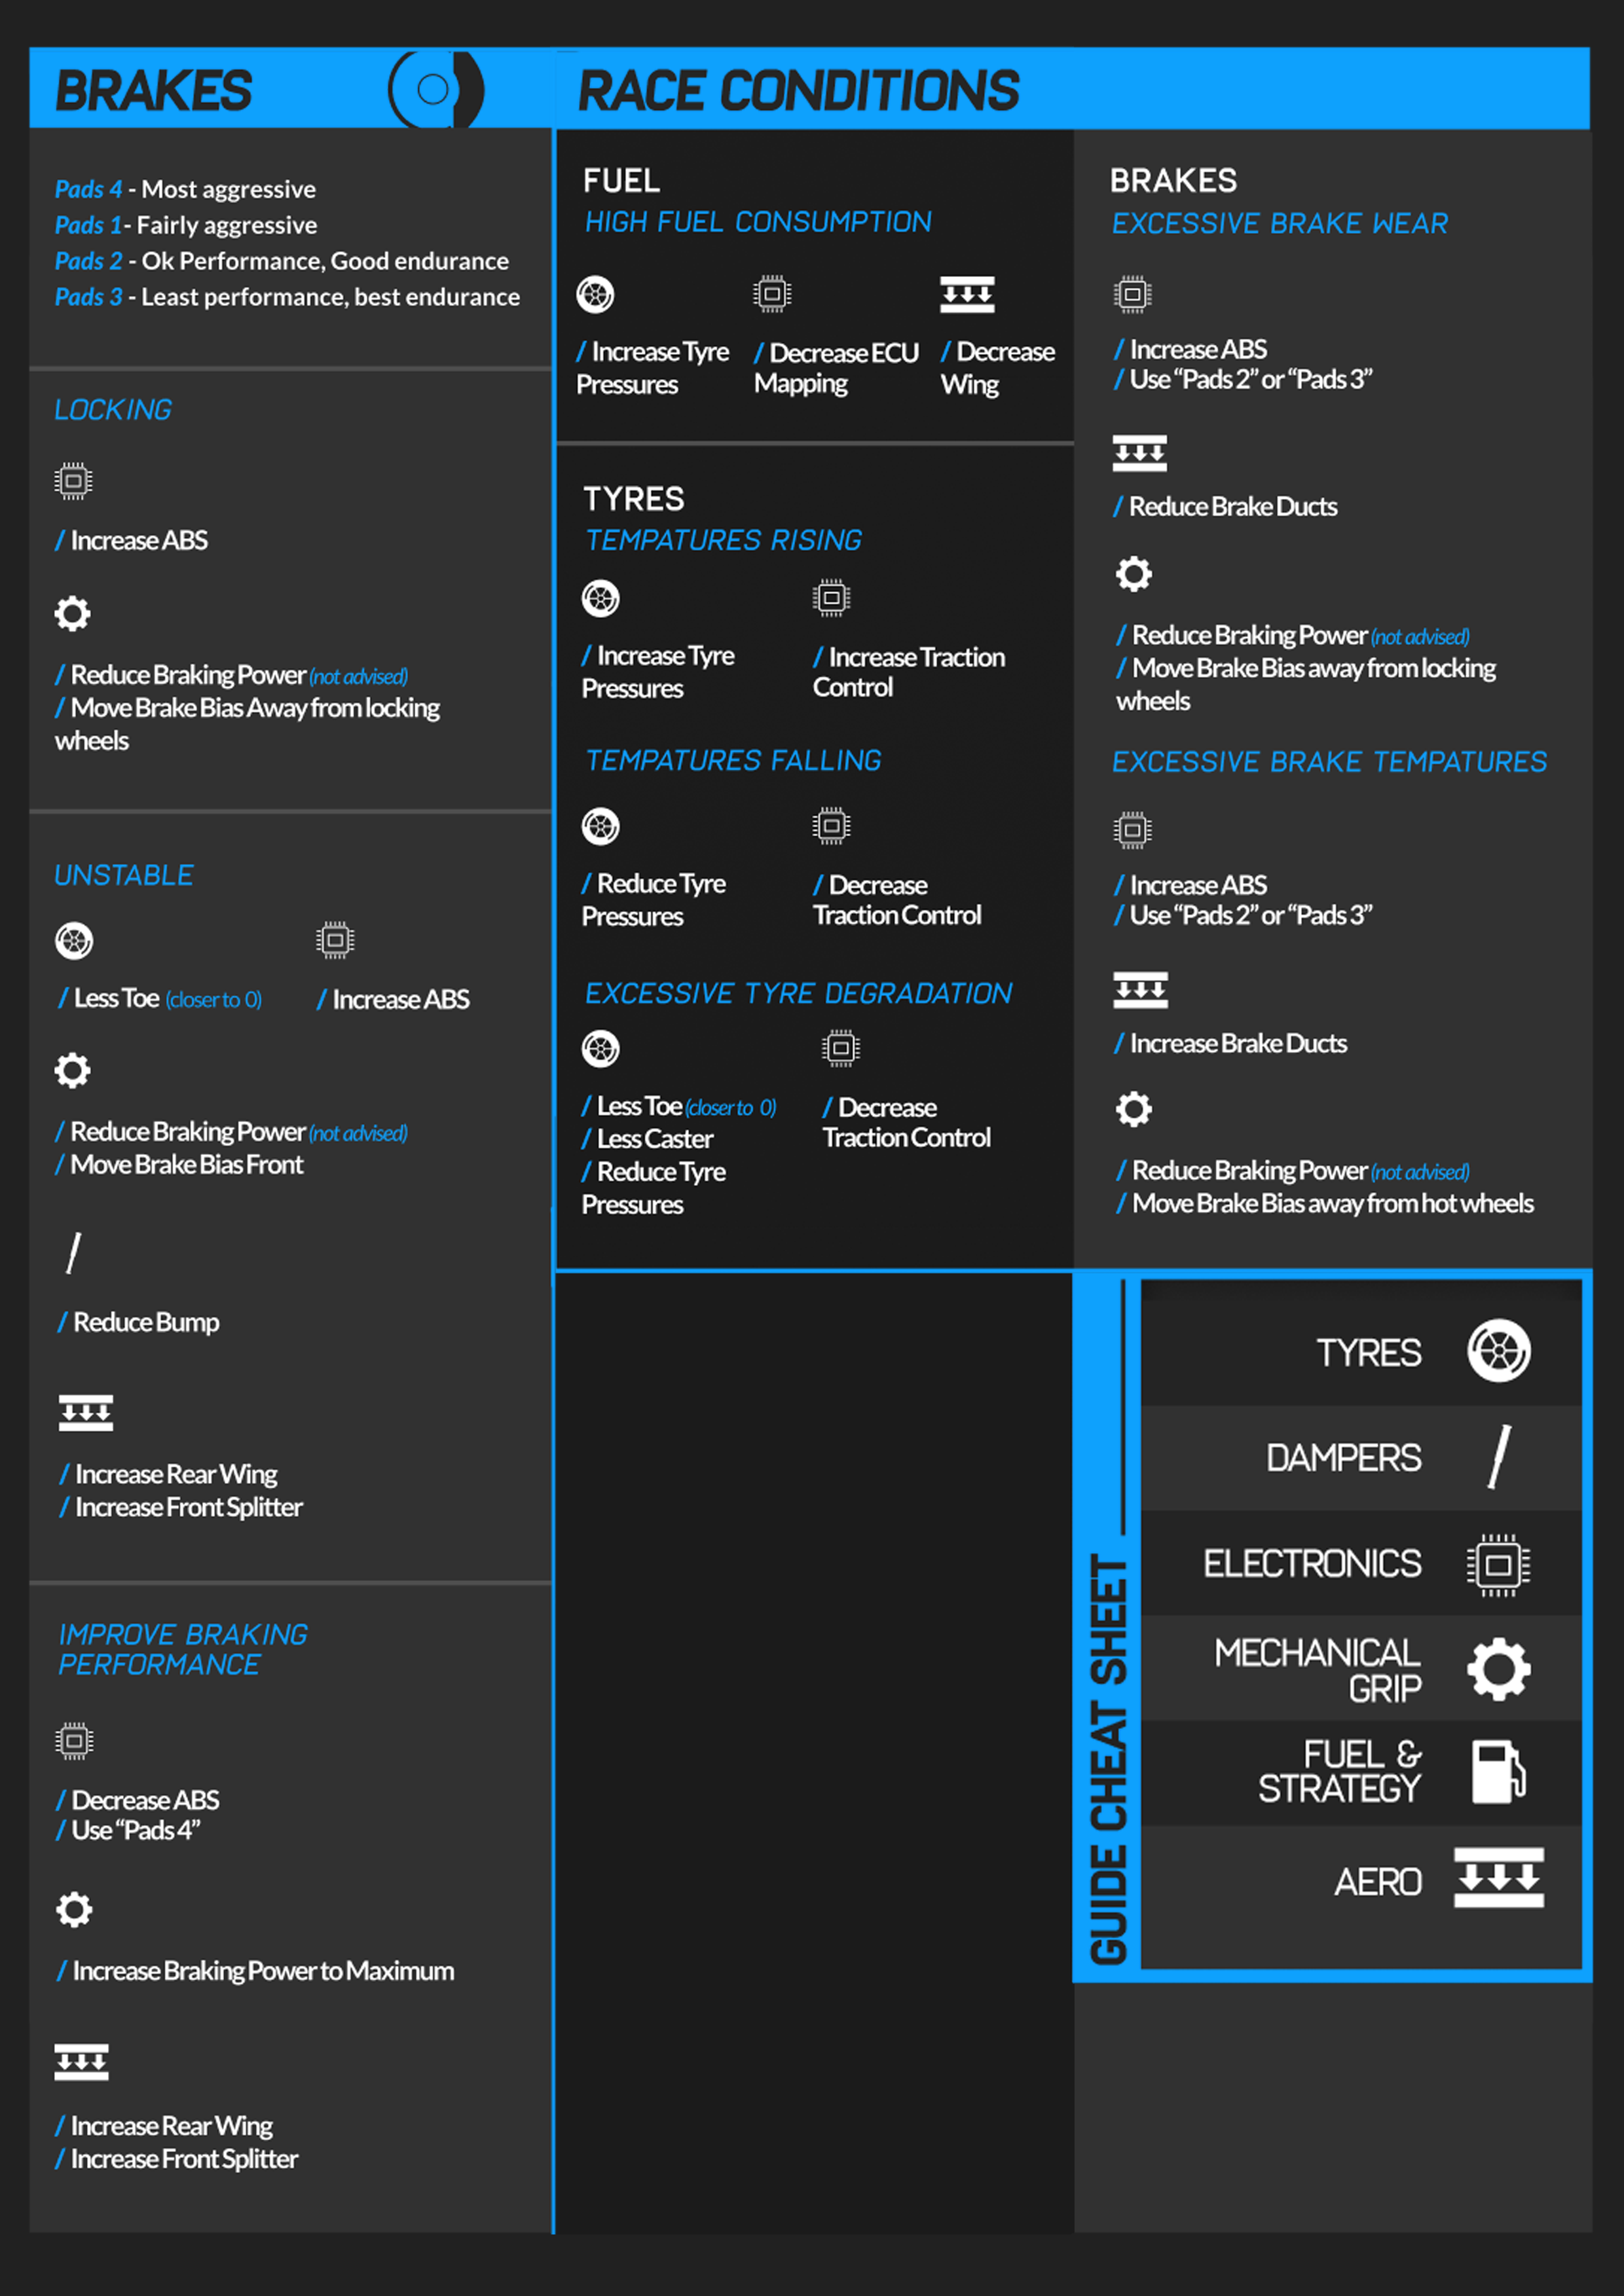 BRAKES
Pads 4 - Most aggressive
Pads 1- Fairly aggressive
Pads 2 - Ok Performance, Good endurance
Pads 3 - Least performance, best endurance
LOCKING
/ Increase ABS
/ Reduce Braking Power (not advised)
/ Move Brake Bias Away from locking
wheels
UNSTABLE
/ Less Toe (closer to 0)
/ Increase ABS
/ Reduce Braking Power (not advised)
/ Move Brake Bias Front
/ Reduce Bump
/ Increase Rear Wing
/ Increase Front Splitter
IMPROVE BRAKING
PERFORMANCE
/ Decrease ABS
/ Use “Pads 4”
/ Increase Braking Power to Maximum
/ Increase Rear Wing
/ Increase Front Splitter
RACE CONDITIONS
FUEL
HIGH FUEL CONSUMPTION
/ Increase Tyre
Pressures
/ Decrease ECU
Mapping
/ Decrease
Wing
TYRES
TEMPATURES RISING
/ Increase Tyre
Pressures
/ Increase Traction
Control
TEMPATURES FALLING
/ Reduce Tyre
Pressures
/ Decrease
Traction Control
EXCESSIVE TYRE DEGRADATION
/ Less Toe (closer to 0)
/ Less Caster
/ Reduce Tyre
Pressures
/ Decrease
Traction Control
BRAKES
EXCESSIVE BRAKE WEAR
/ Increase ABS
/ Use “Pads 2” or “Pads 3”
/ Reduce Brake Ducts
/ Reduce Braking Power (not advised)
/ Move Brake Bias away from locking
wheels
EXCESSIVE BRAKE TEMPATURES
/ Increase ABS
/ Use “Pads 2” or “Pads 3”
/ Increase Brake Ducts
/ Reduce Braking Power (not advised)
/ Move Brake Bias away from hot wheels
GUIDE CHEAT SHEET
TYRES
DAMPERS
ELECTRONICS
MECHANICAL
GRIP
FUEL &
STRATEGY
AERO